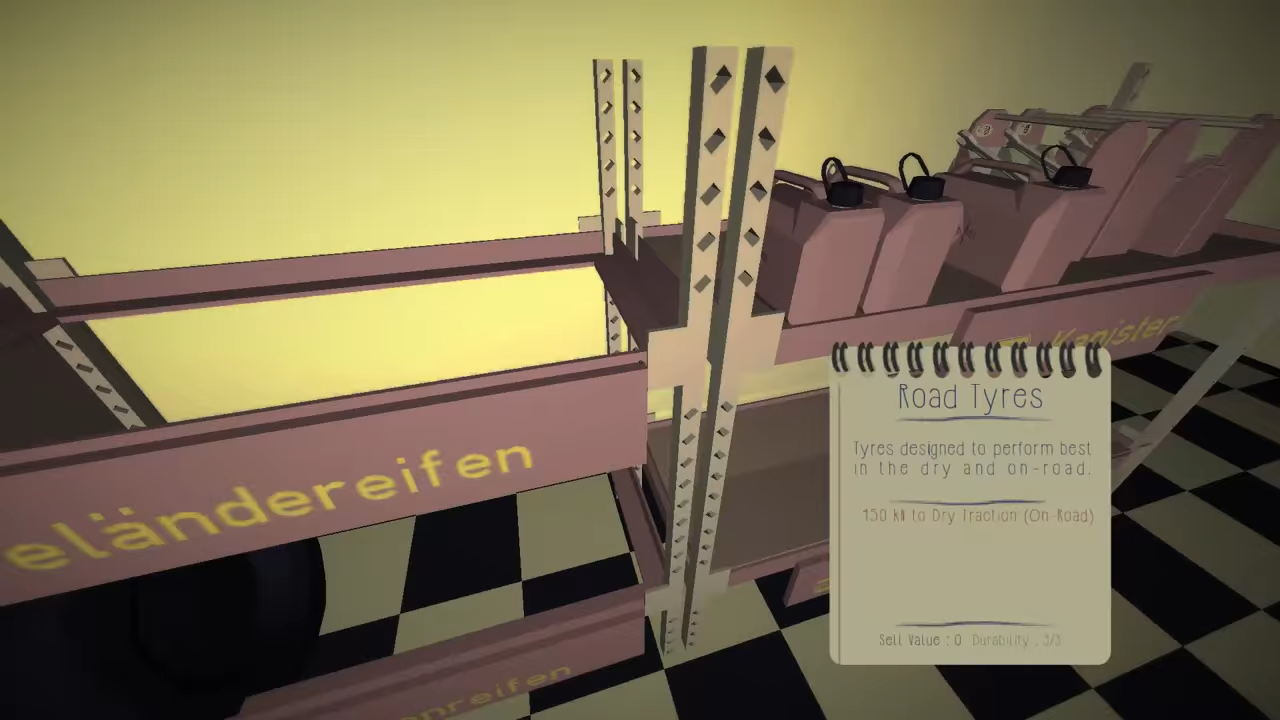 Kanister
Road Tyres
Tyres designed to perform best
in the dry and on-road.
150 kN to Dry Traction (On-Road)
eländereifen
Sell Value : 0 Durability : 3/3
enreifen